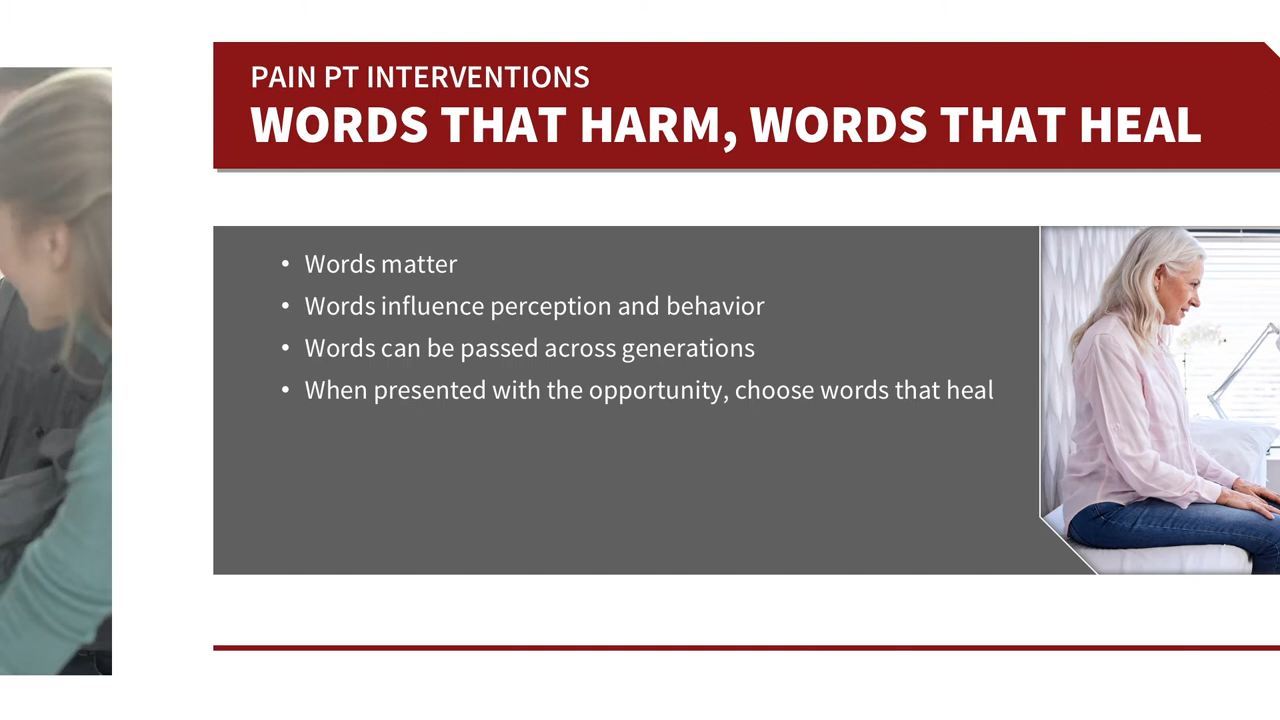 PAIN PT INTERVENTIONS
WORDS THAT HARM, WORDS THAT HEAL
• Words matter
• Words influence perception and behavior
• Words can be passed across generations
• When presented with the opportunity, choose words that heal